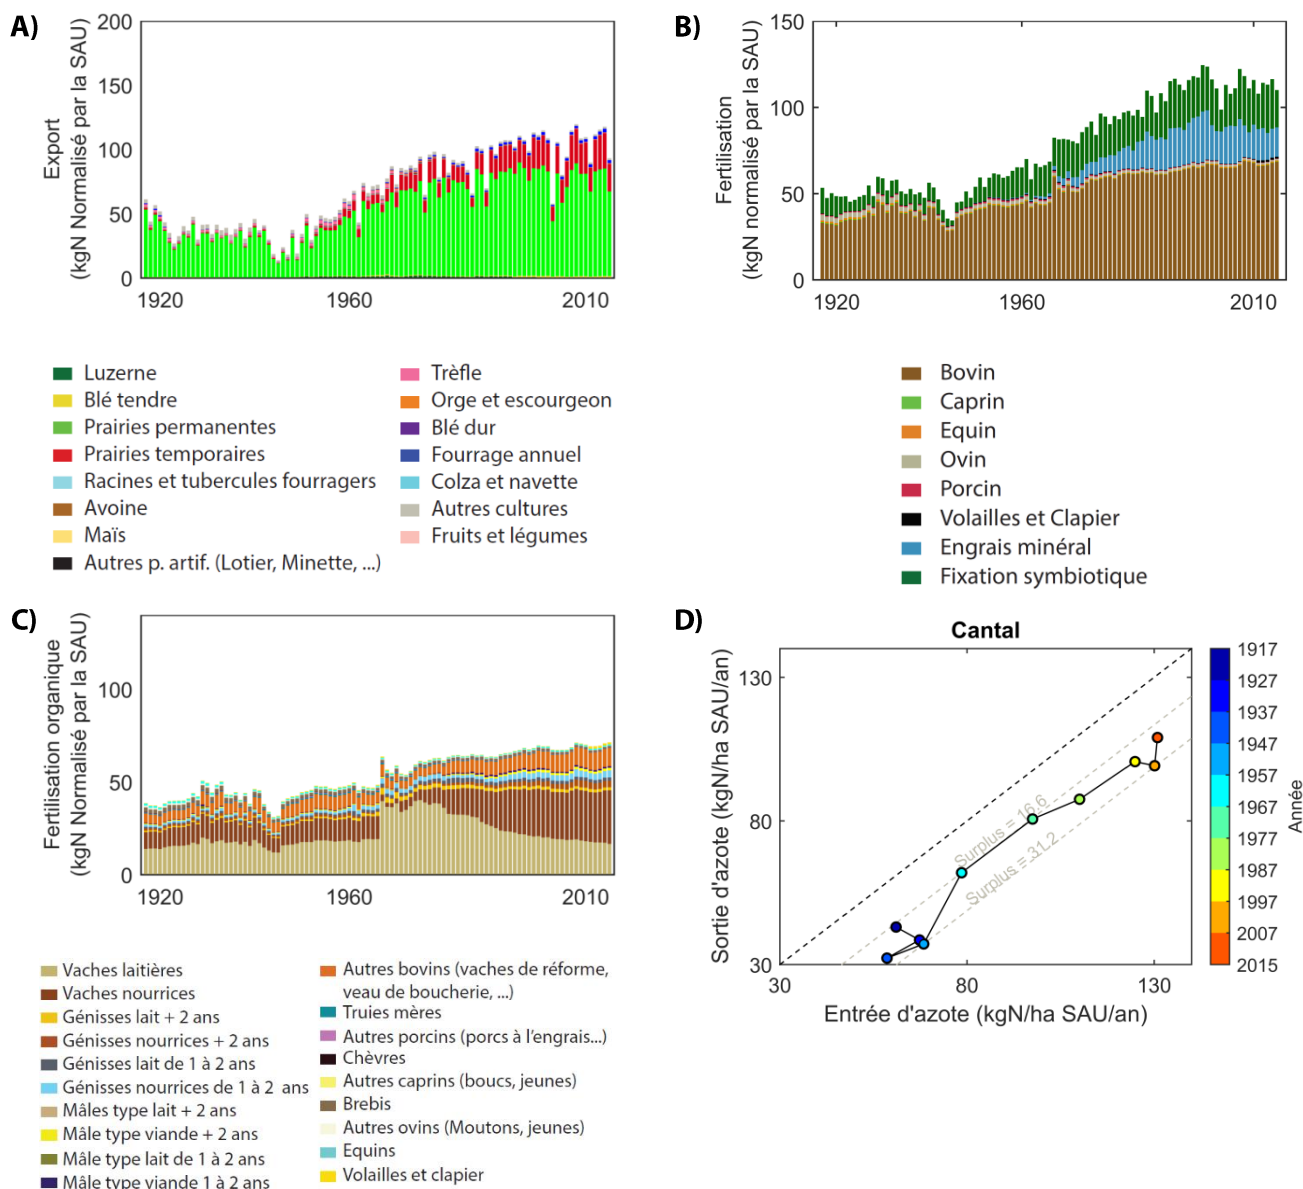 A)
Export
(kgN Normalisé par la SAU)
200
150
100
50
0
1920
1960
2010
Luzerne
Blé tendre
Prairies permanentes
Prairies temporaires
Racines et tubercules fourragers
Avoine
Maïs
Autres p. artif. (Lotier, Minette, ...)
Trèfle
Orge et escourgeon
Blé dur
Fourrage annuel
Colza et navette
Autres cultures
Fruits et légumes
B)
Fertilisation
(kgN normalisé par la SAU)
150
100
50
0
1920
1960
2010
Bovin
Caprin
Equin
Ovin
Porcin
Volailles et Clapier
Engrais minéral
Fixation symbiotique
C)
Fertilisation organique
(kgN Normalisé par la SAU)
100
50
0
1920
1960
2010
Vaches laitières
Vaches nourrices
Génisses lait + 2 ans
Génisses nourrices + 2 ans
Génisses lait de 1 à 2 ans
Génisses nourrices de 1 à 2 ans
Mâles type lait + 2 ans
Mâle type viande + 2 ans
Mâle type lait de 1 à 2 ans
Mâle type viande 1 à 2 ans
Autres bovins (vaches de réforme,
veau de boucherie, ...)
Truies mères
Autres porcins (porcs à l'engrais...)
Chèvres
Autres caprins (boucs, jeunes)
Brebis
Autres ovins (Moutons, jeunes)
Equins
Volailles et clapier
D)
Cantal
Sortie d'azote (kgN/ha SAU/an)
130
80
30
30
80
130
Entrée d'azote (kgN/ha SAU/an)
Surplus = 16.6
Surplus = 31.2
1917
1927
1937
1947
1957
1967
1977
1987
1997
2007
2015
Année